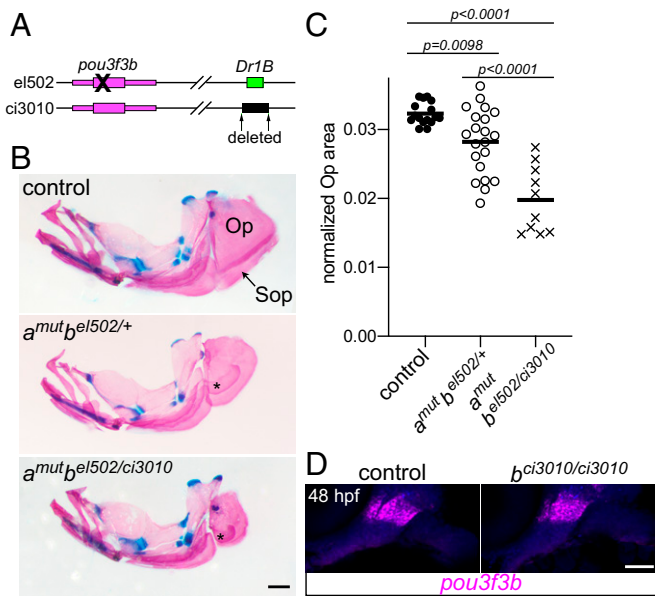 A
pou3f3b
Dr1B
el502
X
ci3010
deleted
B
control
Op
Sop
a^mut b^el502/+
*
a^mut b^el502/ci3010
*
C
p<0.0001
p=0.0098
p<0.0001
normalized Op area
0.03
0.02
0.01
0.00
control
a^mut b^el502/+
a^mut
b^el502/ci3010
D
control
b^ci3010/ci3010
48 hpf
pou3f3b